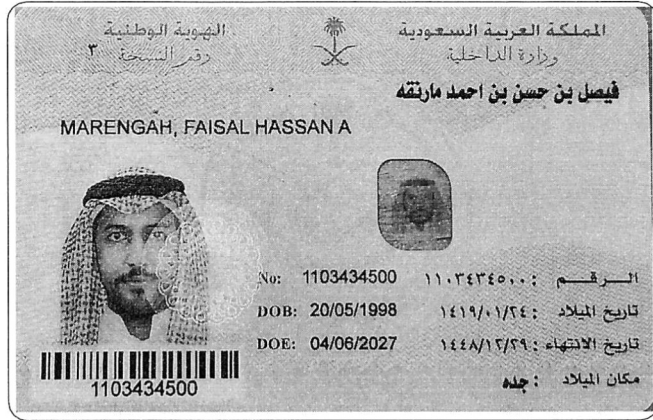 المملكة العربية السعودية
وزارة الداخلية
الهوية الوطنية
رقم النسخة ٣
فيصل بن حسن بن احمد مارنقه
MARENGAH, FAISAL HASSAN A
No: 1103434500 الرقم : ١١٠٣٤٣٤٥٠٠
DOB: 20/05/1998 تاريخ الميلاد : ١٤١٩/٠١/٢٤
DOE: 04/06/2027 تاريخ الانتهاء : ١٤٤٨/١٢/٢٩
مكان الميلاد : جده
1103434500